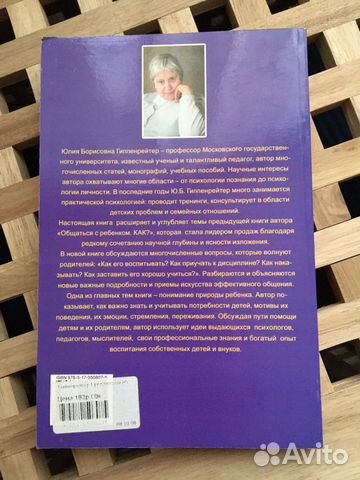 Юлия Борисовна Гиппенрейтер – профессор Московского государствен-
ного университета, известный ученый и талантливый педагог, автор мно-
гочисленных статей, монографий, учебных пособий. Научные интересы
автора охватывают многие области – от психологии познания до психо-
логии личности. В последние годы Ю.Б. Гиппенрейтер много занимается
практической психологией: проводит тренинги, консультирует в области
детских проблем и семейных отношений.
Настоящая книга расширяет и углубляет темы предыдущей книги автора
«Общаться с ребенком. КАК?», которая стала лидером продаж благодаря
редкому сочетанию научной глубины и ясности изложения.
В новой книге обсуждаются многочисленные вопросы, которые волнуют
родителей: «Как его воспитывать? Как приучать к дисциплине? Как нака-
зывать? Как заставить его хорошо учиться?». Разбираются и объясняются
новые важные подробности и приемы искусства эффективного общения.
Одна из главных тем книги – понимание природы ребенка. Автор по-
казывает, как важно знать и учитывать потребности детей, мотивы их
поведения, их эмоции, стремления, переживания. Обсуждая пути помощи
детям и их родителям, автор использует идеи выдающихся психологов,
педагогов, мыслителей, свои профессиональные знания и богатый опыт
воспитания собственных детей и внуков.
ISBN 978-5-17-050807-
Цена
Avito